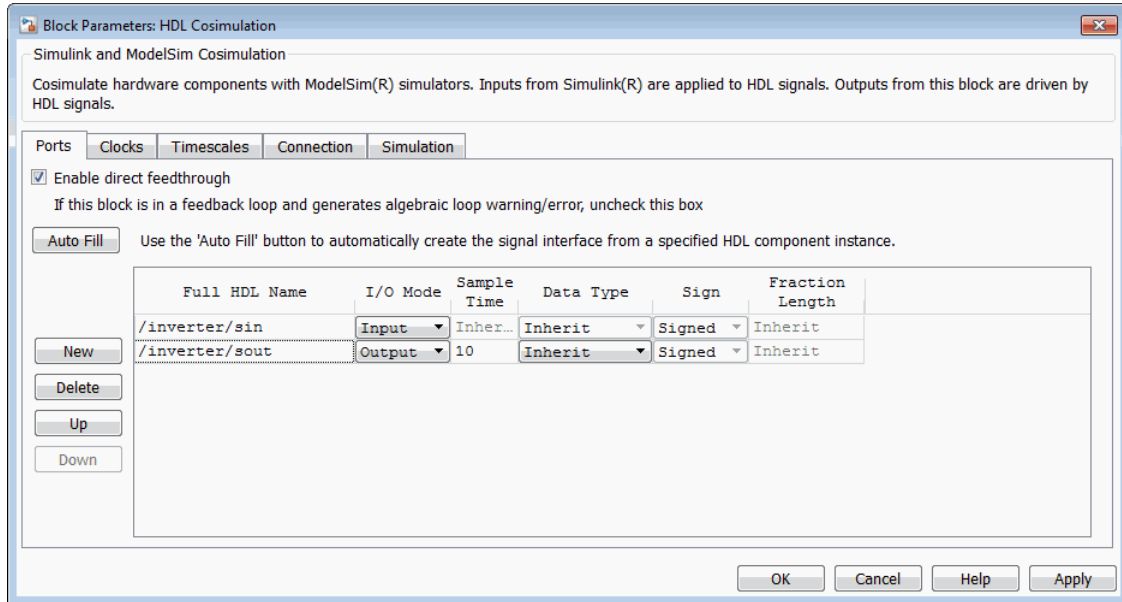 Block Parameters: HDL Cosimulation
Simulink and ModelSim Cosimulation
Cosimulate hardware components with ModelSim(R) simulators. Inputs from Simulink(R) are applied to HDL signals. Outputs from this block are driven by
HDL signals.
Ports Clocks Timescales Connection Simulation
Enable direct feedthrough
If this block is in a feedback loop and generates algebraic loop warning/error, uncheck this box
Auto Fill Use the 'Auto Fill' button to automatically create the signal interface from a specified HDL component instance.
Full HDL Name I/O Mode Sample Time Data Type Sign Fraction Length
/inverter/sin Input Inher... Inherit Signed Inherit
New /inverter/sout Output 10 Inherit Signed Inherit
Delete
Up
Down
OK Cancel Help Apply